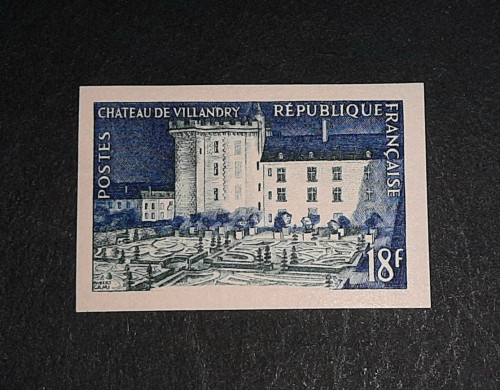 CHATEAU DE VILLANDRY
RÉPUBLIQUE
FRANÇAISE
POSTES
18F